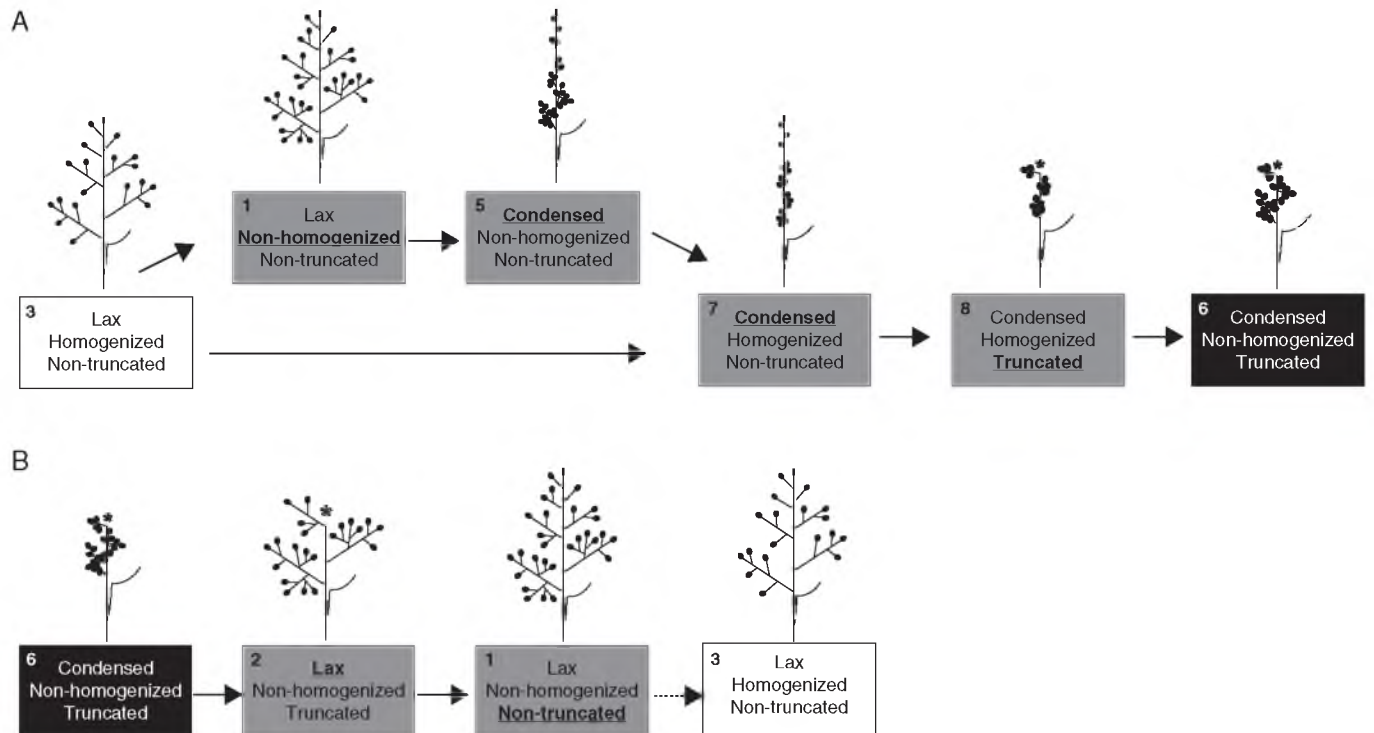 A
1
Lax
Non-homogenized
Non-truncated
5
Condensed
Non-homogenized
Non-truncated
3
Lax
Homogenized
Non-truncated
7
Condensed
Homogenized
Non-truncated
8
*
Condensed
Homogenized
Truncated
6
*
Condensed
Non-homogenized
Truncated
B
*
6
Condensed
Non-homogenized
Truncated
*
2
Lax
Non-homogenized
Truncated
1
Lax
Non-homogenized
Non-truncated
3
Lax
Homogenized
Non-truncated